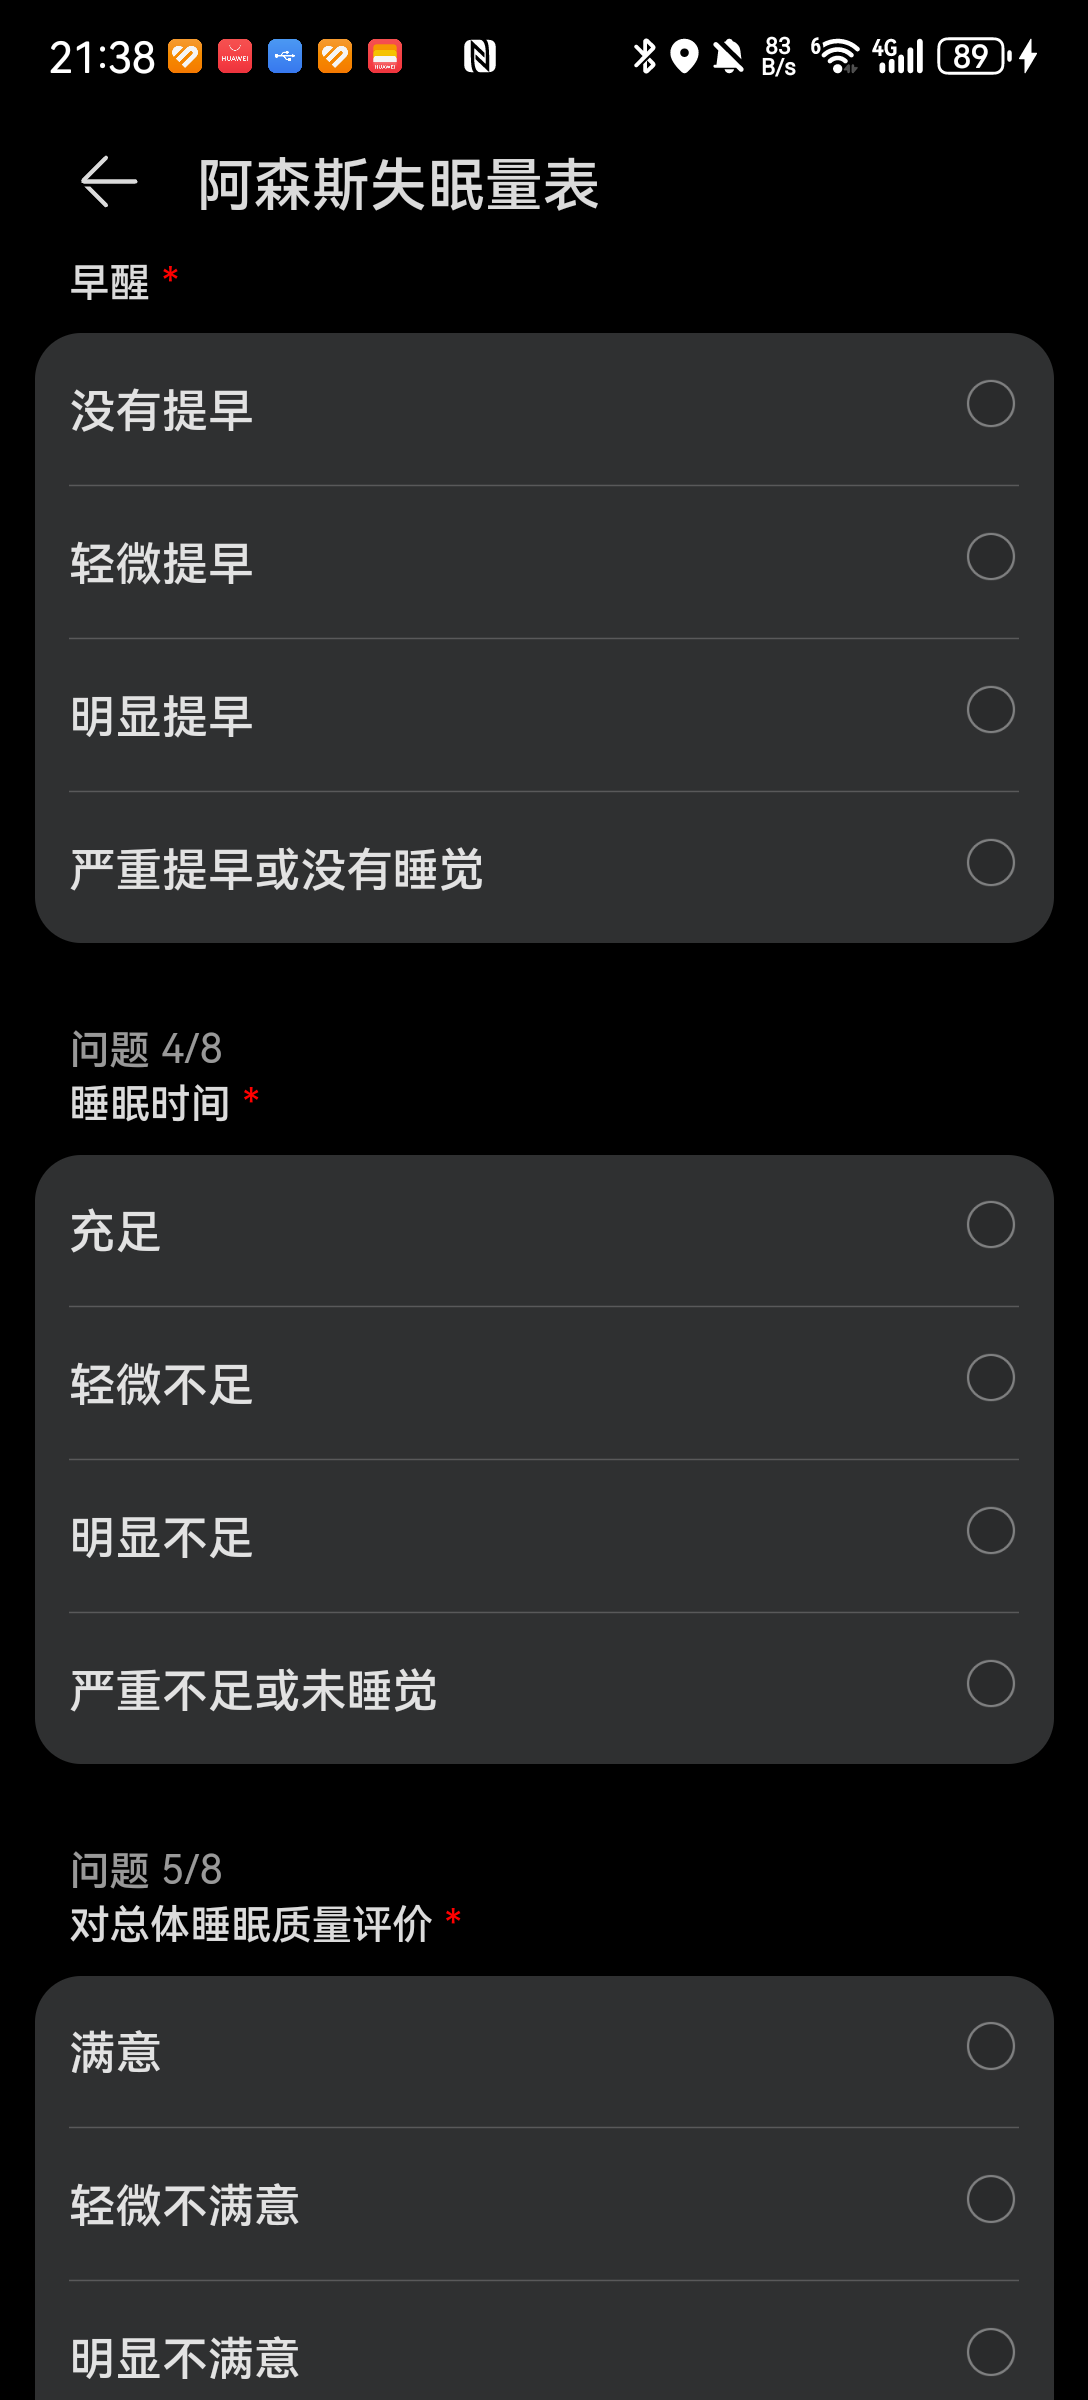 21:38
83 B/s
6
4G
89
阿森斯失眠量表
早醒 *
没有提早
轻微提早
明显提早
严重提早或没有睡觉
问题 4/8
睡眠时间 *
充足
轻微不足
明显不足
严重不足或未睡觉
问题 5/8
对总体睡眠质量评价 *
满意
轻微不满意
明显不满意